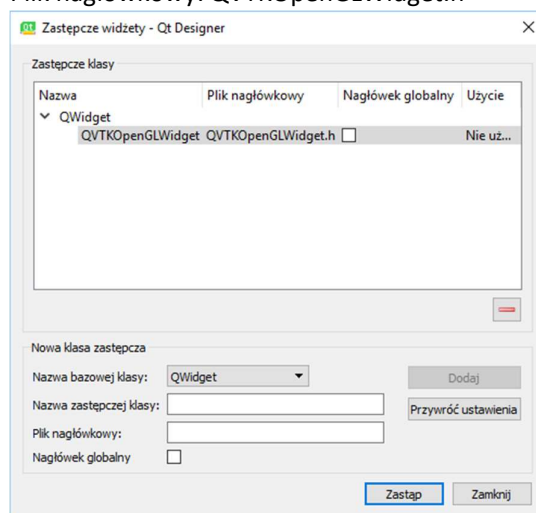 Plik nagłówkowy: QVTKOpenGLWidget.h
Zastępcze widżety - Qt Designer
Zastępcze klasy
Nazwa Plik nagłówkowy Nagłówek globalny Użycie
QWidget
QVTKOpenGLWidget QVTKOpenGLWidget.h Nie uż...
Nowa klasa zastępcza
Nazwa bazowej klasy: QWidget Dodaj
Nazwa zastępczej klasy: Przywróć ustawienia
Plik nagłówkowy:
Nagłówek globalny
Zastąp Zamknij